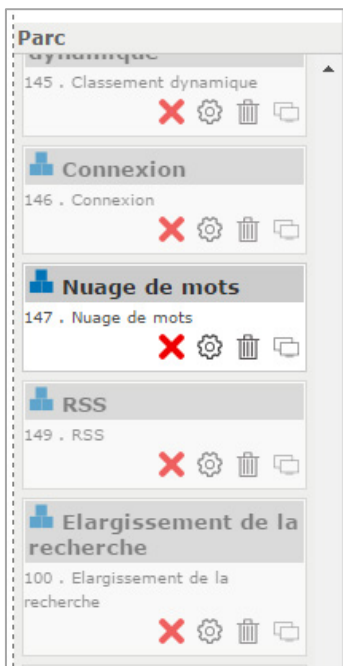 Parc
dynamique
145 . Classement dynamique
Connexion
146 . Connexion
Nuage de mots
147 . Nuage de mots
RSS
149 . RSS
Elargissement de la
recherche
100 . Elargissement de la
recherche